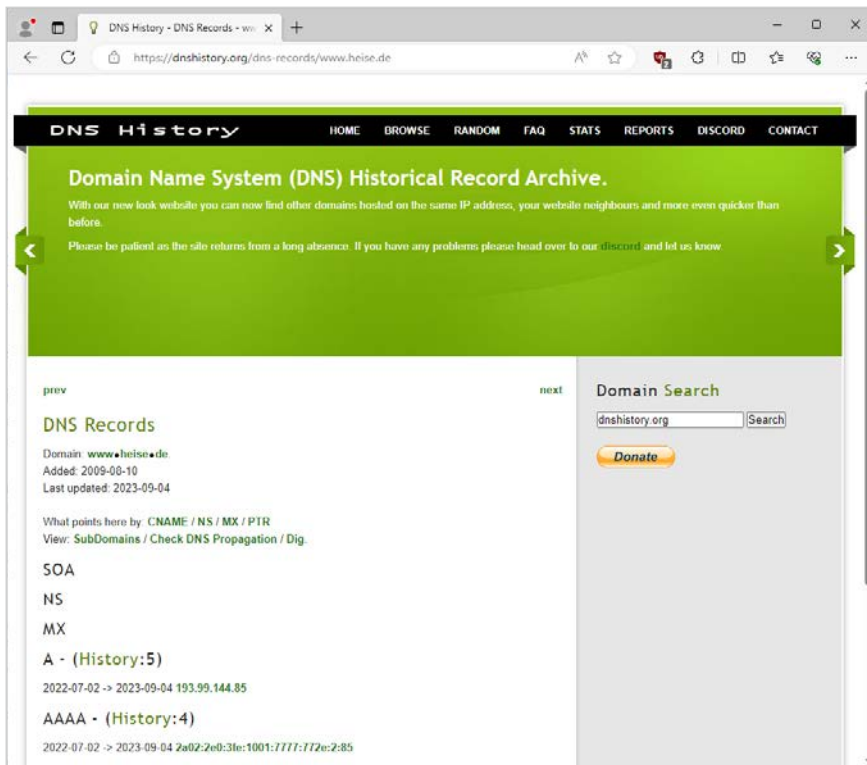 DNS History - DNS Records - ww
https://dnshistory.org/dns-records/www.heise.de
2
DNS History
HOME BROWSE RANDOM FAQ STATS REPORTS DISCORD CONTACT
Domain Name System (DNS) Historical Record Archive.
With our new look website you can now find other domains hosted on the same IP address, your website neighbours and more even quicker than
before.
Please be patient as the site returns from a long absence. If you have any problems please head over to our discord and let us know.
prev next
DNS Records
Domain: www•heise•de
Added: 2009-08-10
Last updated: 2023-09-04
What points here by: CNAME / NS / MX / PTR
View: SubDomains / Check DNS Propagation / Dig.
SOA
NS
MX
A - (History:5)
2022-07-02 -> 2023-09-04 193.99.144.85
AAAA - (History:4)
2022-07-02 -> 2023-09-04 2a02:2e0:3fe:1001:7777:772e:2:85
Domain Search
dnshistory.org Search
Donate